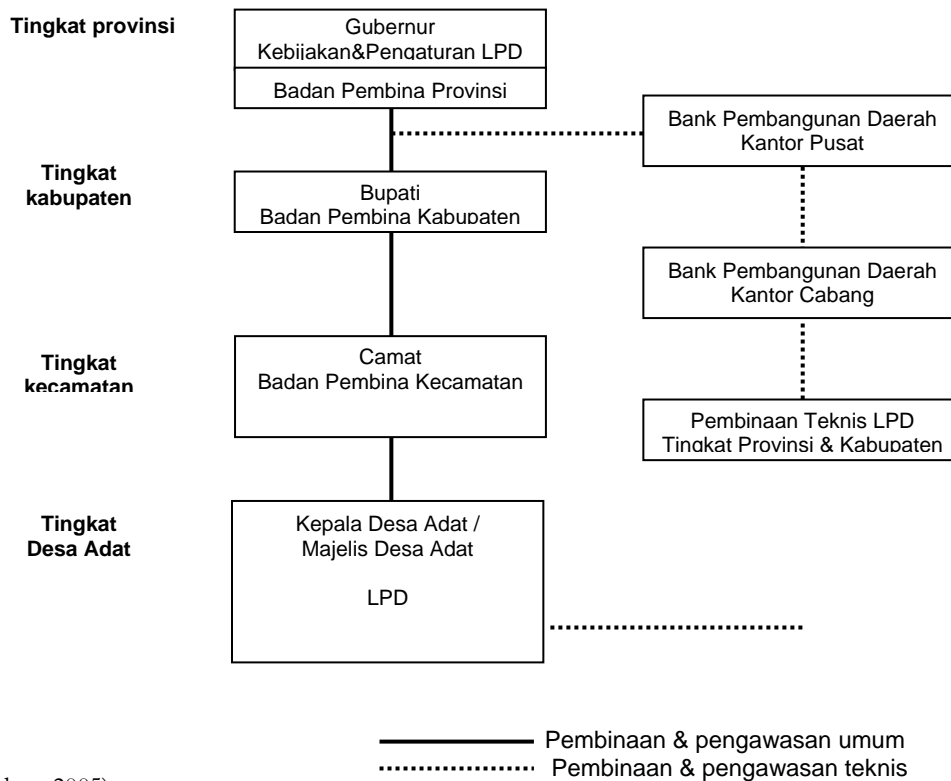 Tingkat provinsi
Gubernur
Kebijakan&Pengaturan LPD
Badan Pembina Provinsi
Bank Pembangunan Daerah
Kantor Pusat
Tingkat
kabupaten
Bupati
Badan Pembina Kabupaten
Bank Pembangunan Daerah
Kantor Cabang
Tingkat
kecamatan
Camat
Badan Pembina Kecamatan
Pembinaan Teknis LPD
Tingkat Provinsi & Kabupaten
Tingkat
Desa Adat
Kepala Desa Adat /
Majelis Desa Adat
LPD
Pembinaan & pengawasan umum
Pembinaan & pengawasan teknis
2005)